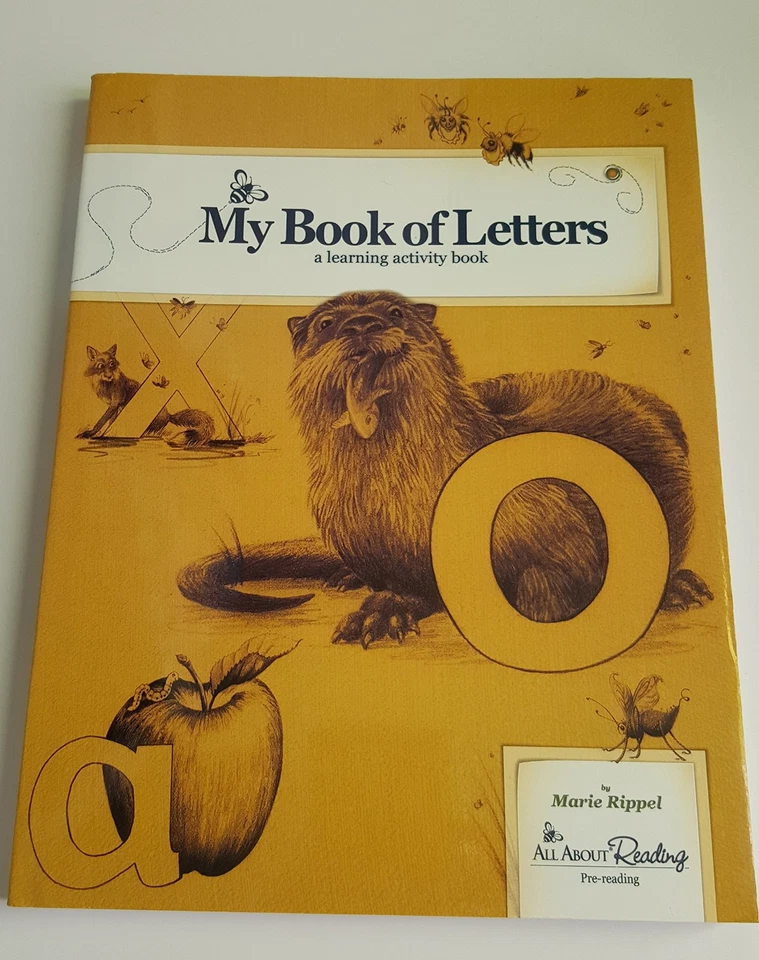 My Book of Letters
a learning activity book
X
o
a
by
Marie Rippel
All About® Reading
Pre-reading